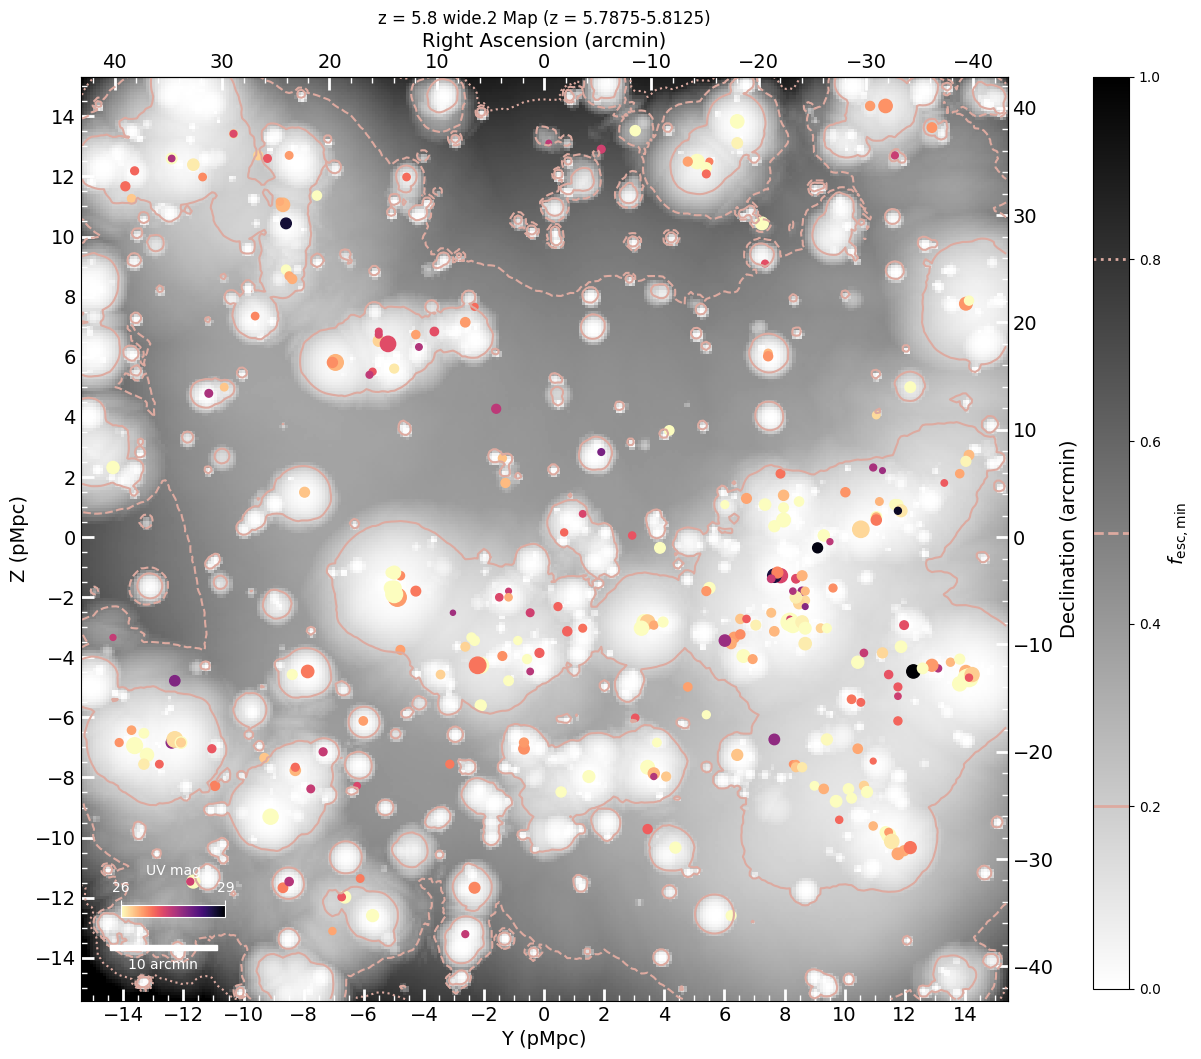 z = 5.8 wide.2 Map (z = 5.7875-5.8125)
Right Ascension (arcmin)
40 30 20 10 0 −10 −20 −30 −40
14 12 10 8 6 4 2 0 −2 −4 −6 −8 −10 −12 −14
Z (pMpc)
UV mag
26 29
10 arcmin
−14 −12 −10 −8 −6 −4 −2 0 2 4 6 8 10 12 14
Y (pMpc)
40 30 20 10 0 −10 −20 −30 −40
Declination (arcmin)
1.0 0.8 0.6 0.4 0.2 0.0
fesc,min